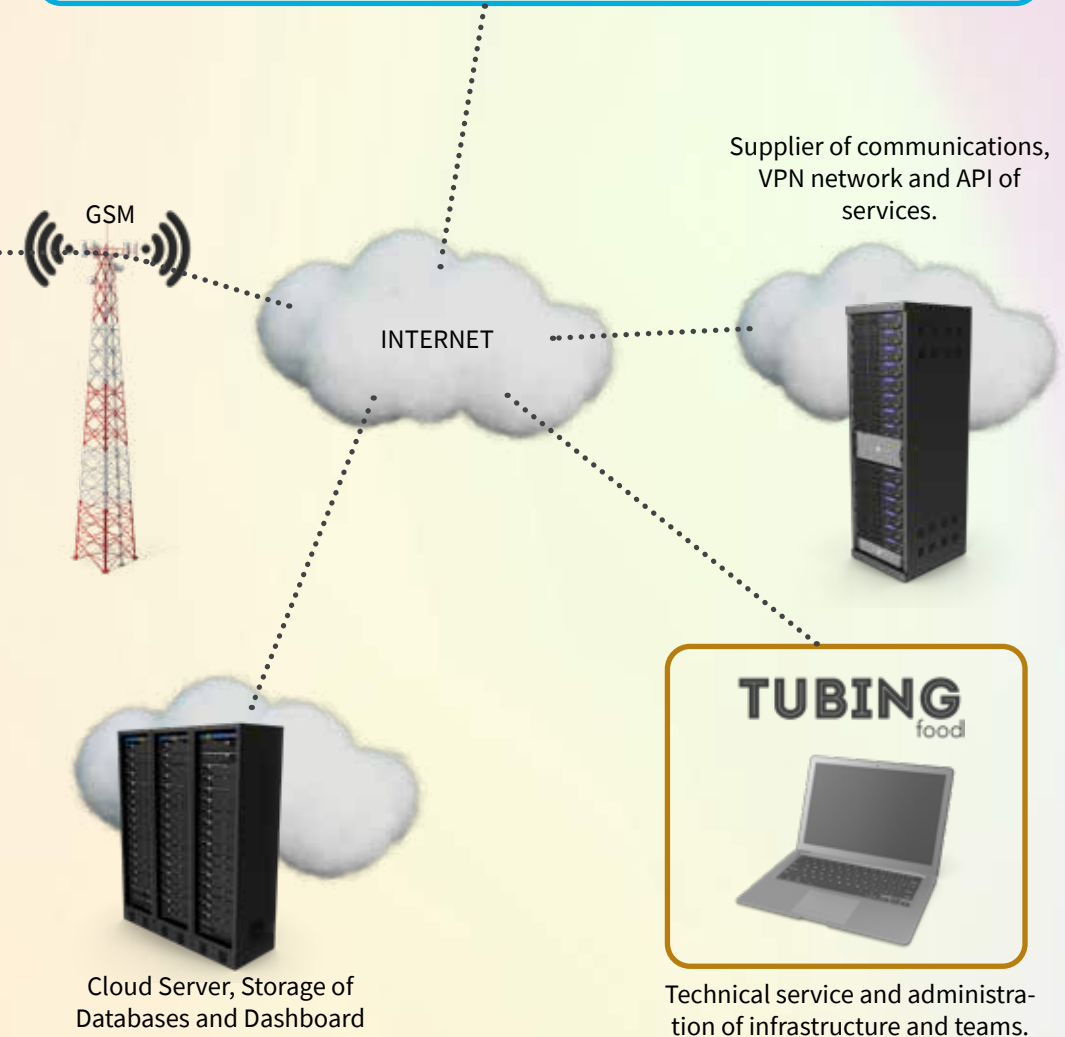 Supplier of communications,
VPN network and API of
services.
GSM
INTERNET
TUBING
food
Cloud Server, Storage of
Databases and Dashboard
Technical service and administra-
tion of infrastructure and teams.